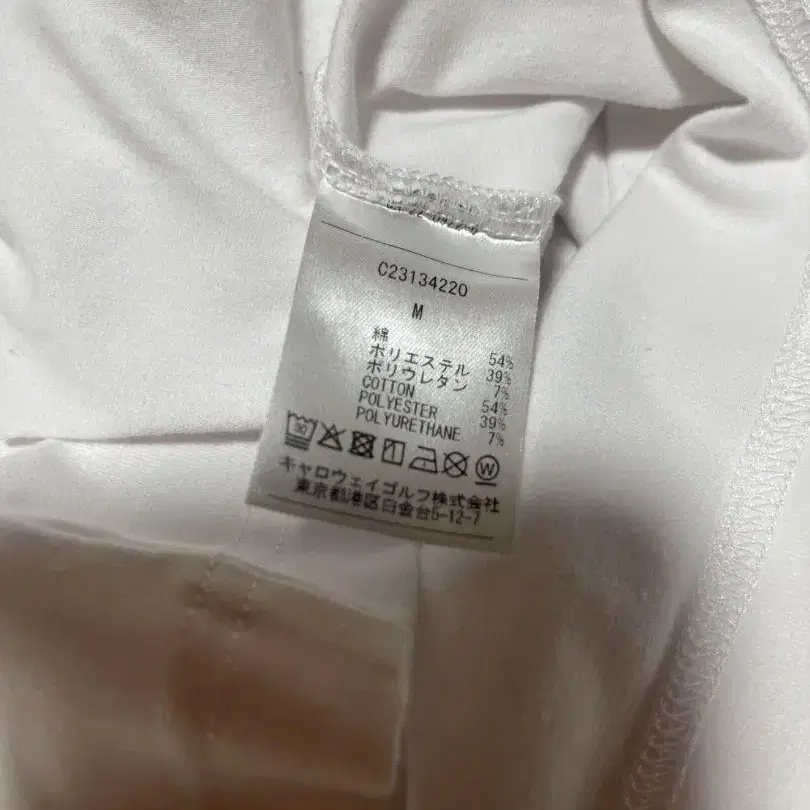 C23134220
M
綿 54%
ポリエステル 39%
ポリウレタン 7%
COTTON 54%
POLYESTER 39%
POLYURETHANE 7%
キャロウェイゴルフ株式会社
東京都港区白金台5-12-7